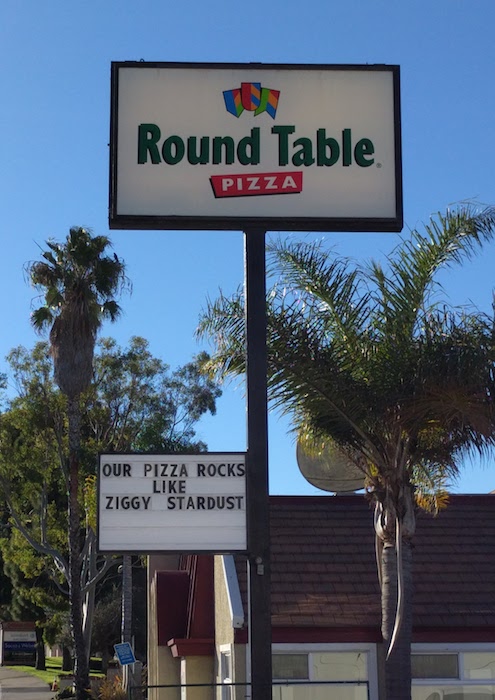 Round Table
PIZZA
OUR PIZZA ROCKS
LIKE
ZIGGY STARDUST